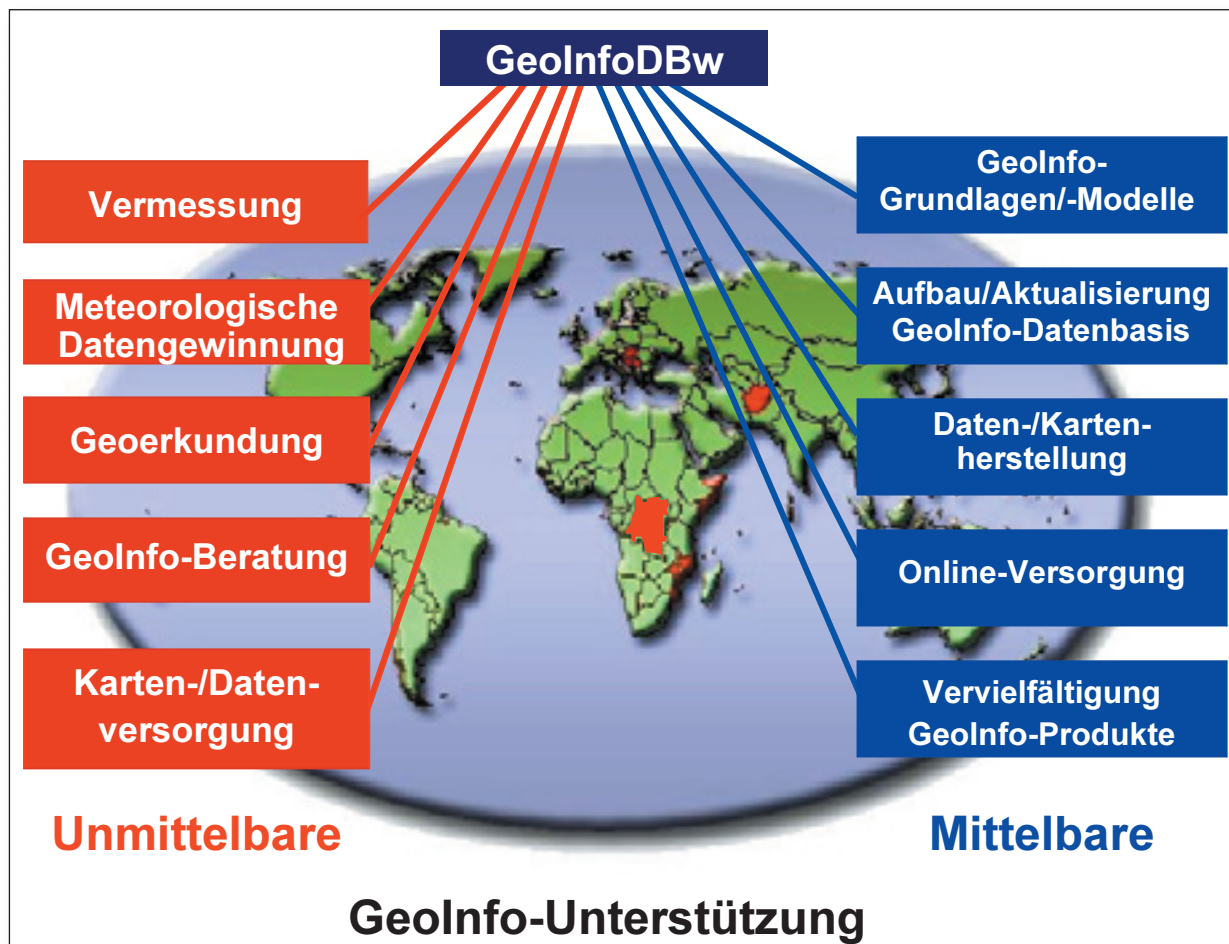 GeoInfoDBw
Vermessung
Meteorologische
Datengewinnung
Geoerkundung
GeoInfo-Beratung
Karten-/Daten-
versorgung
Unmittelbare
GeoInfo-
Grundlagen/-Modelle
Aufbau/Aktualisierung
GeoInfo-Datenbasis
Daten-/Karten-
herstellung
Online-Versorgung
Vervielfältigung
GeoInfo-Produkte
Mittelbare
GeoInfo-Unterstützung